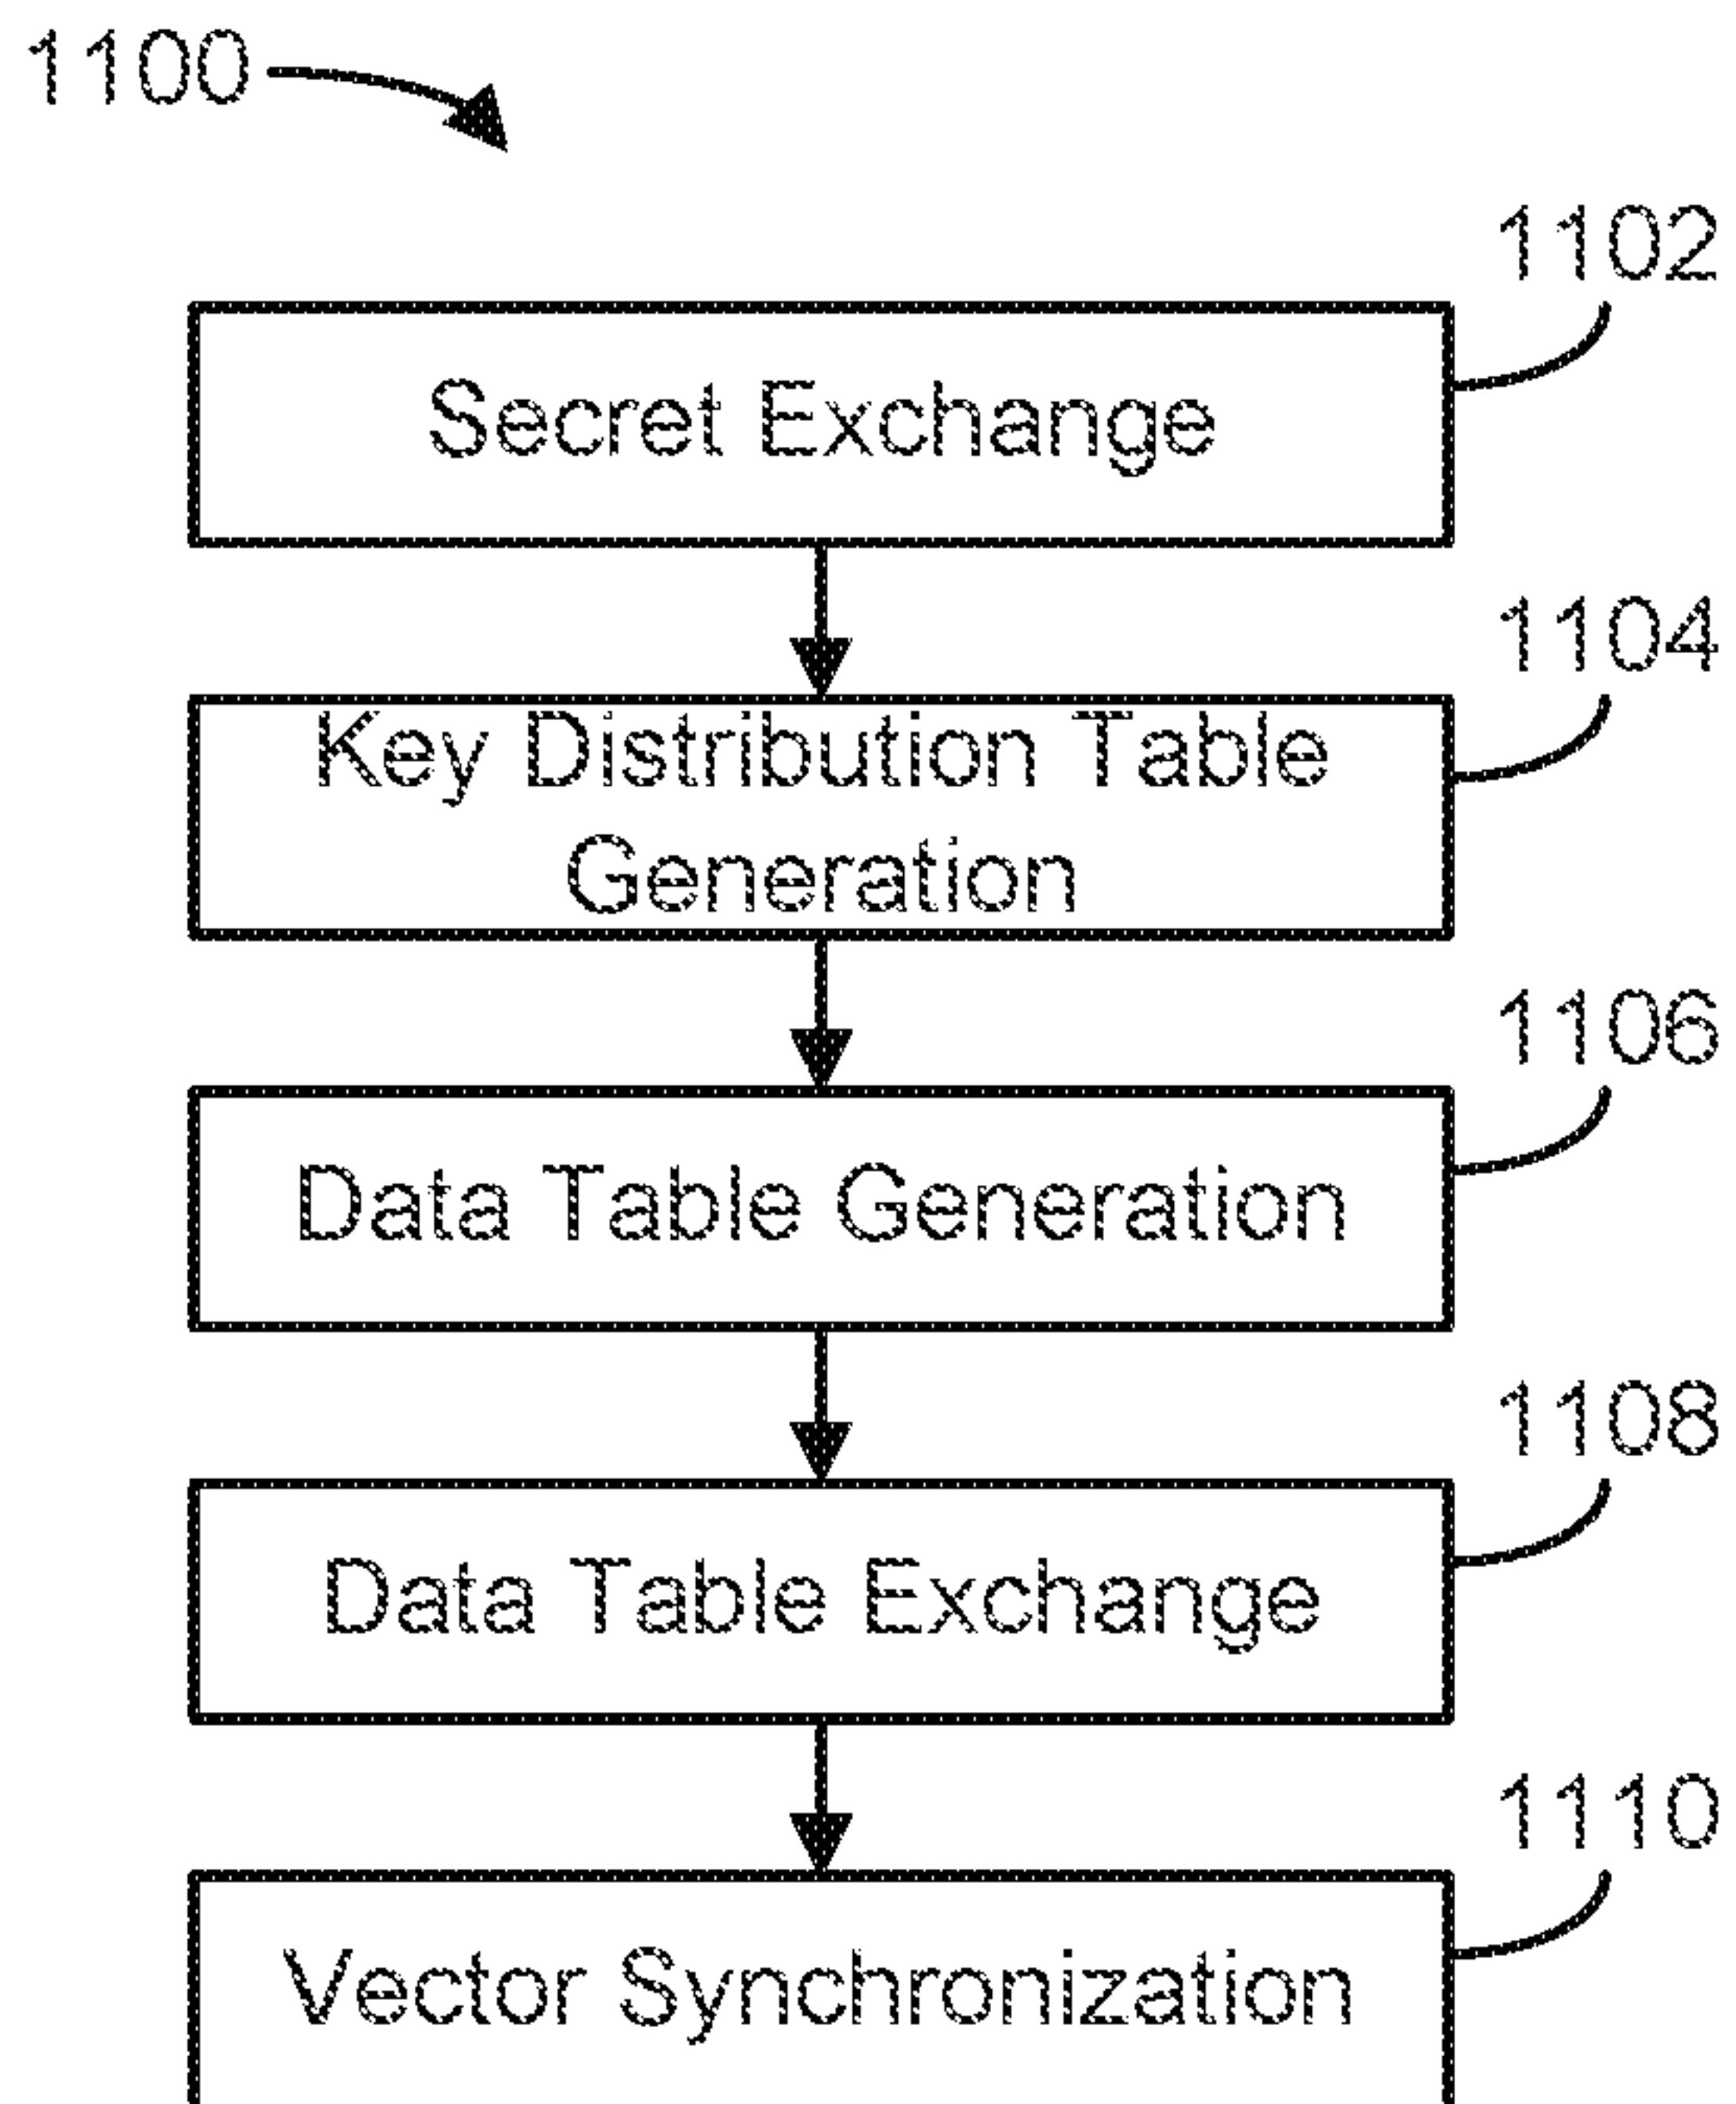 1100
1102
Secret Exchange
1104
Key Distribution Table
Generation
1106
Data Table Generation
1108
Data Table Exchange
1110
Vector Synchronization